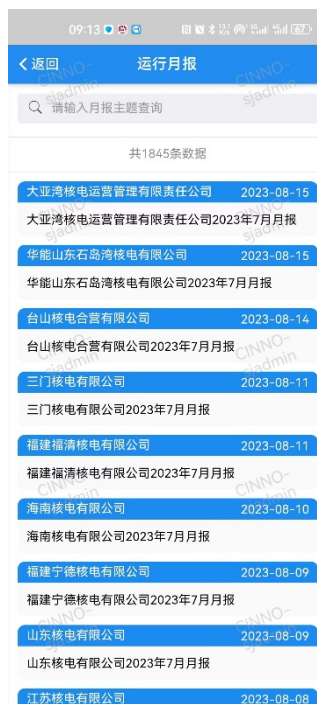 09:13
67
返回
运行月报
请输入月报主题查询
共1845条数据
大亚湾核电运营管理有限责任公司 2023-08-15
大亚湾核电运营管理有限责任公司2023年7月月报
华能山东石岛湾核电有限公司 2023-08-15
华能山东石岛湾核电有限公司2023年7月月报
台山核电合营有限公司 2023-08-14
台山核电合营有限公司2023年7月月报
三门核电有限公司 2023-08-11
三门核电有限公司2023年7月月报
福建福清核电有限公司 2023-08-11
福建福清核电有限公司2023年7月月报
海南核电有限公司 2023-08-10
海南核电有限公司2023年7月月报
福建宁德核电有限公司 2023-08-09
福建宁德核电有限公司2023年7月月报
山东核电有限公司 2023-08-09
山东核电有限公司2023年7月月报
江苏核电有限公司 2023-08-08
CINNO-
sjadmin